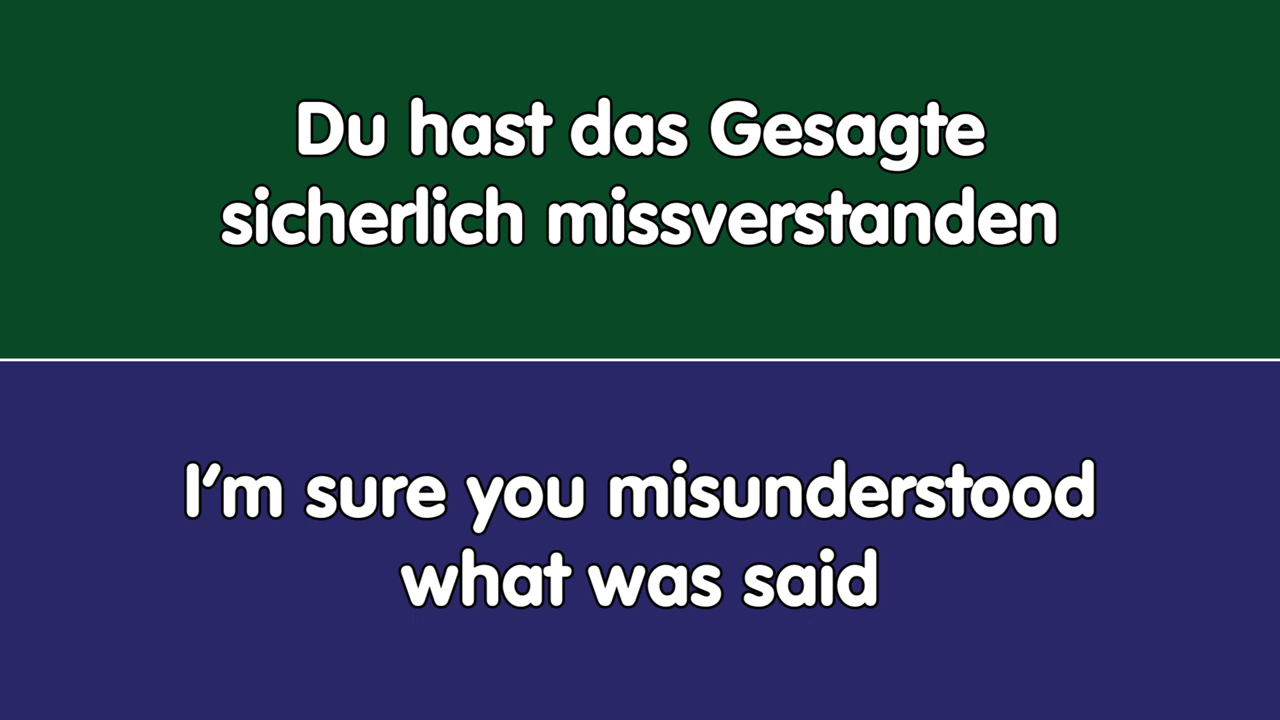 Du hast das Gesagte
sicherlich missverstanden
I'm sure you misunderstood
what was said